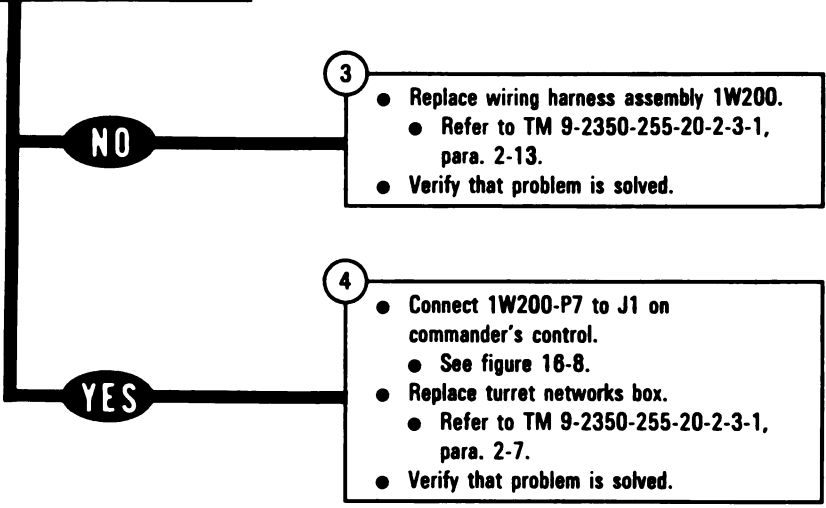 3
● Replace wiring harness assembly 1W200.
● Refer to TM 9-2350-255-20-2-3-1,
para. 2-13.
● Verify that problem is solved.
NO
4
● Connect 1W200-P7 to J1 on
commander's control.
● See figure 16-8.
● Replace turret networks box.
● Refer to TM 9-2350-255-20-2-3-1,
para. 2-7.
● Verify that problem is solved.
YES